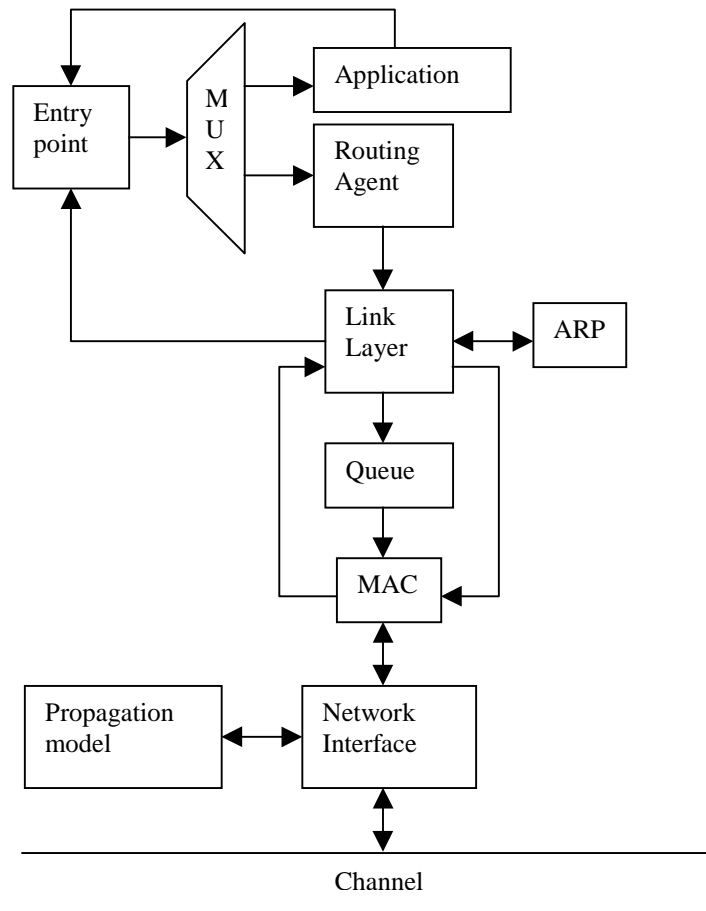 Application
Entry
point
M
U
X
Routing
Agent
Link
Layer
ARP
Queue
MAC
Propagation
model
Network
Interface
Channel